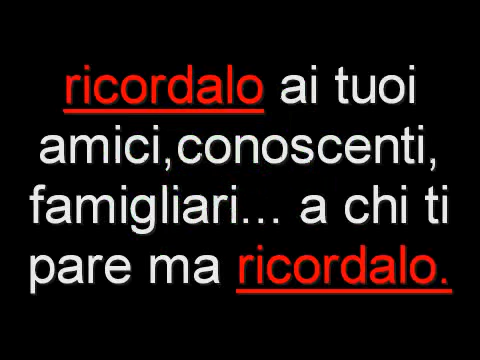 ricordalo ai tuoi
amici,conoscenti,
famigliari... a chi ti
pare ma ricordalo.